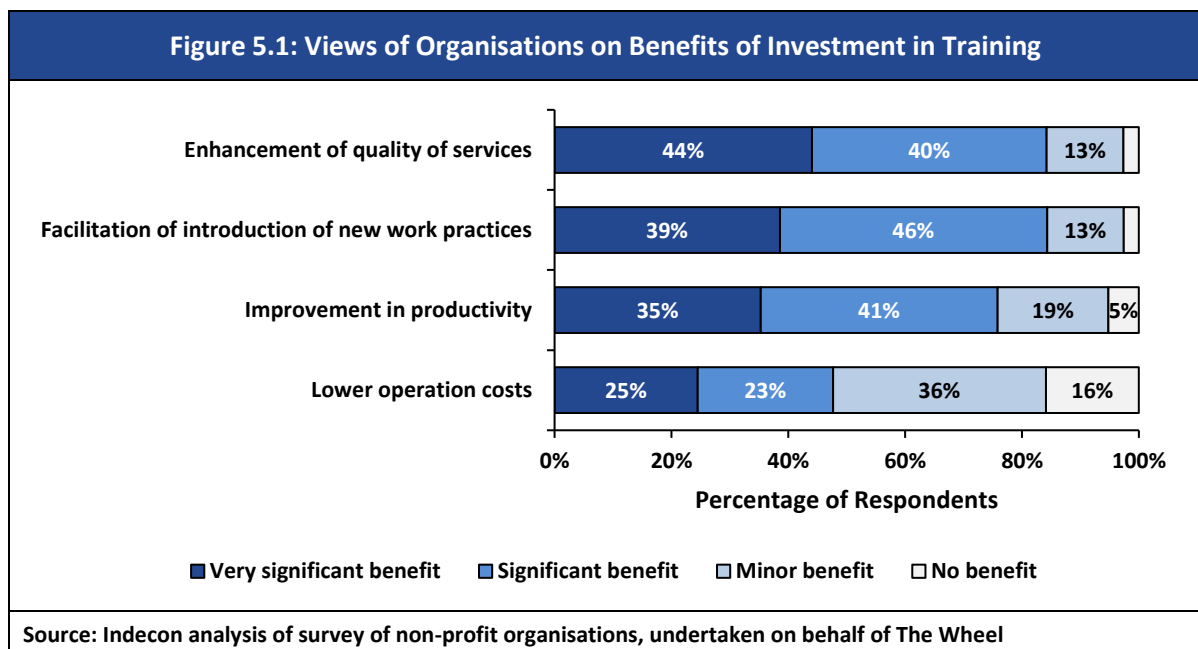 Figure 5.1: Views of Organisations on Benefits of Investment in Training
Enhancement of quality of services 44% 40% 13%
Facilitation of introduction of new work practices 39% 46% 13%
Improvement in productivity 35% 41% 19% 5%
Lower operation costs 25% 23% 36% 16%
0% 20% 40% 60% 80% 100%
Percentage of Respondents
Very significant benefit Significant benefit Minor benefit No benefit
Source: Indecon analysis of survey of non-profit organisations, undertaken on behalf of The Wheel